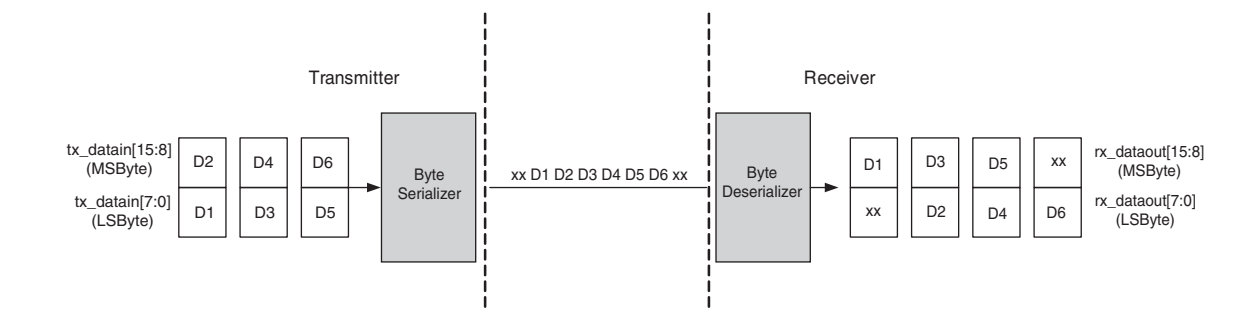 Transmitter
Receiver
tx_datain[15:8]
(MSByte)
D2 D4 D6
tx_datain[7:0]
(LSByte)
D1 D3 D5
Byte
Serializer
xx D1 D2 D3 D4 D5 D6 xx
Byte
Deserializer
D1 D3 D5 xx
rx_dataout[15:8]
(MSByte)
xx D2 D4 D6
rx_dataout[7:0]
(LSByte)